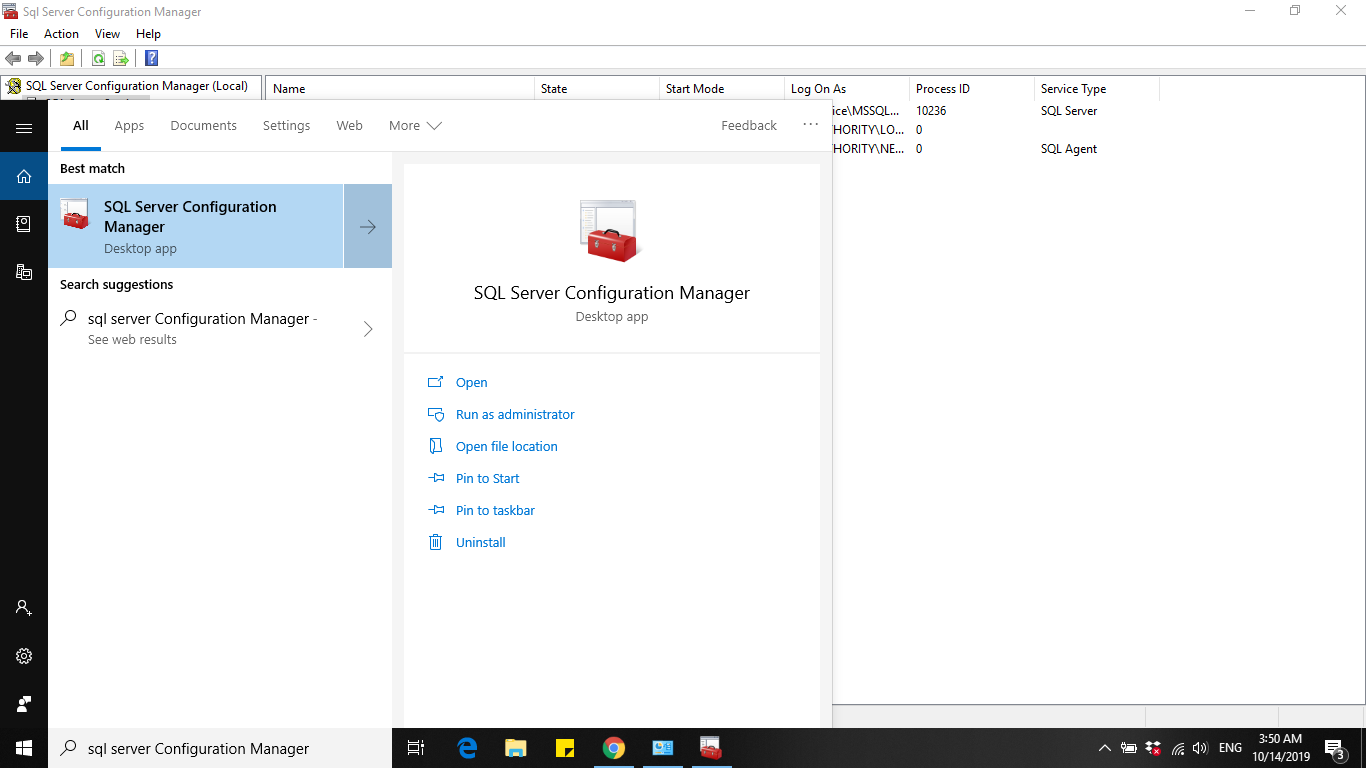 Sql Server Configuration Manager
File Action View Help
SQL Server Configuration Manager (Local)
Name State Start Mode Log On As Process ID Service Type
ice\MSSQL... 10236 SQL Server
HORITY\LO... 0
HORITY\NE... 0 SQL Agent
All Apps Documents Settings Web More Feedback ...
Best match
SQL Server Configuration
Manager
Desktop app
Search suggestions
sql server Configuration Manager -
See web results
SQL Server Configuration Manager
Desktop app
Open
Run as administrator
Open file location
Pin to Start
Pin to taskbar
Uninstall
sql server Configuration Manager
ENG
3:50 AM
10/14/2019
3